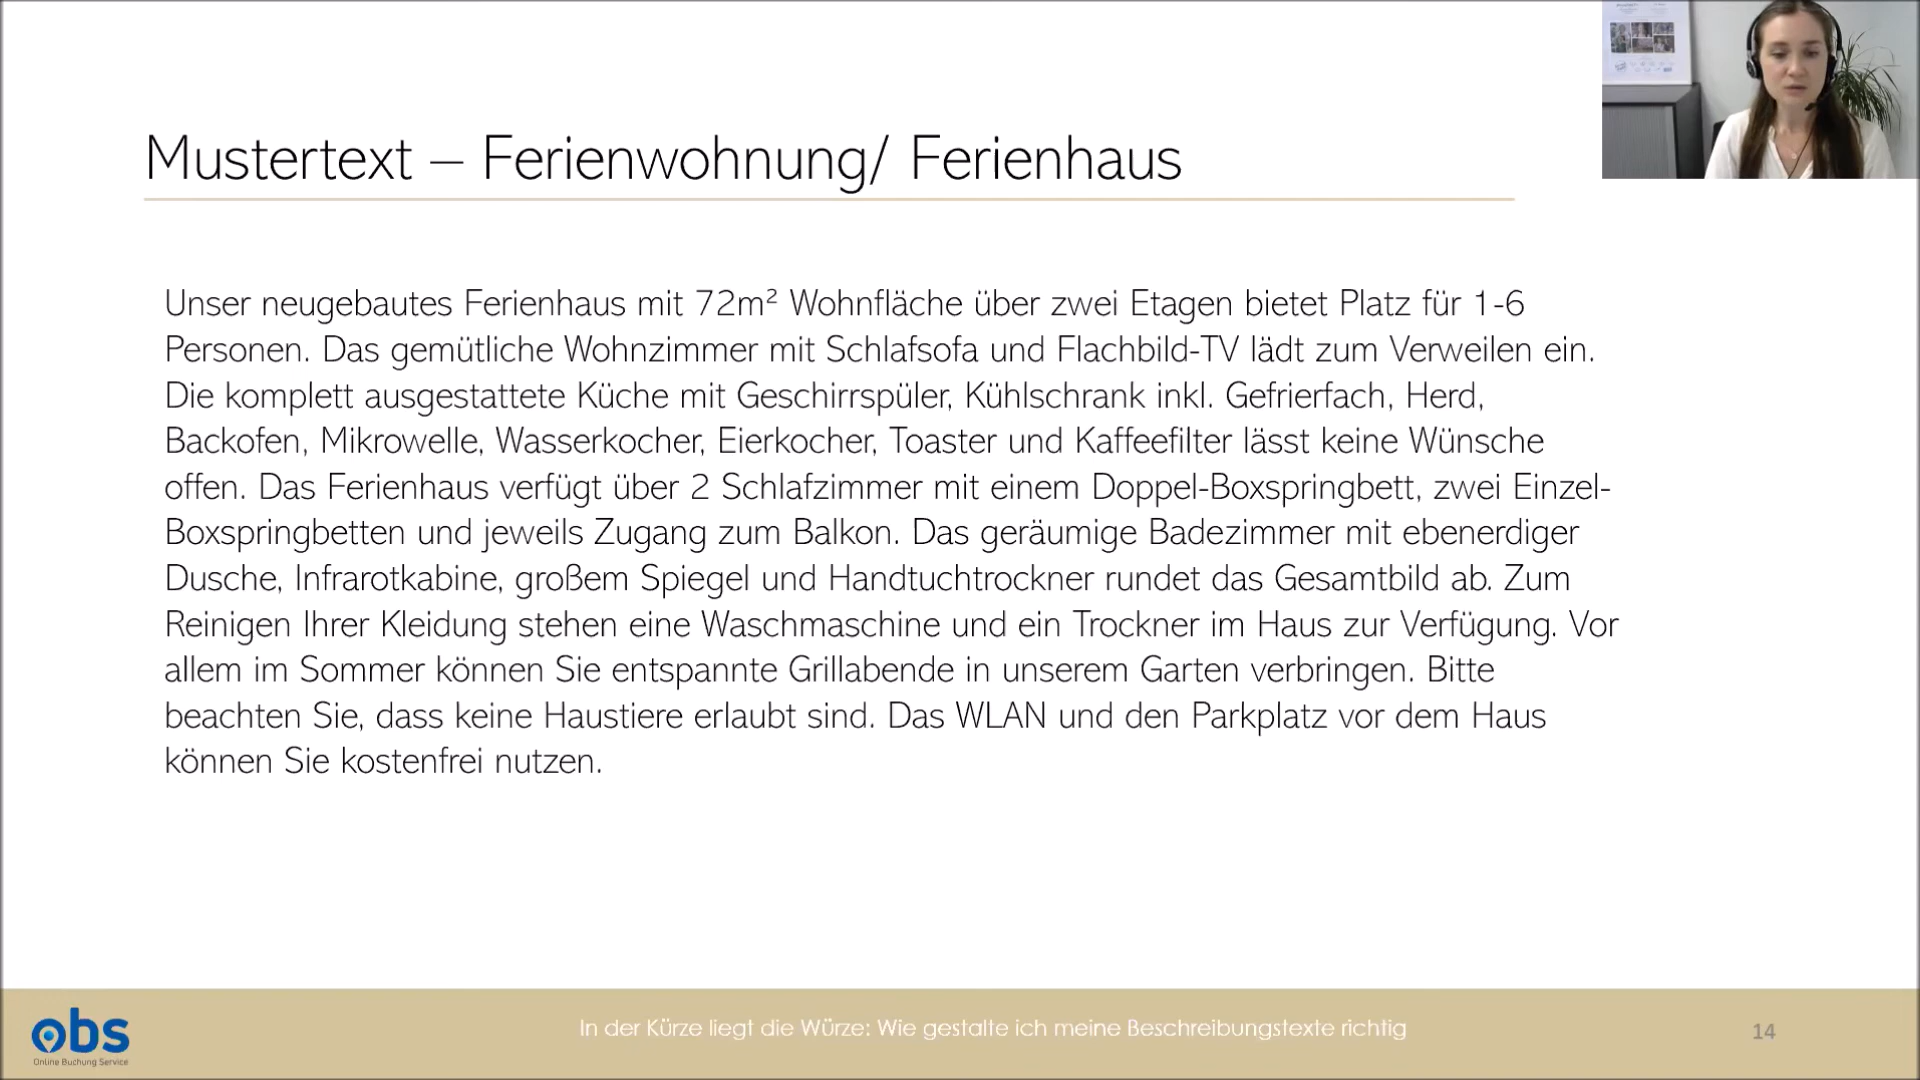 Mustertext – Ferienwohnung/ Ferienhaus
Unser neugebautes Ferienhaus mit 72m² Wohnfläche über zwei Etagen bietet Platz für 1-6
Personen. Das gemütliche Wohnzimmer mit Schlafsofa und Flachbild-TV lädt zum Verweilen ein.
Die komplett ausgestattete Küche mit Geschirrspüler, Kühlschrank inkl. Gefrierfach, Herd,
Backofen, Mikrowelle, Wasserkocher, Eierkocher, Toaster und Kaffeefilter lässt keine Wünsche
offen. Das Ferienhaus verfügt über 2 Schlafzimmer mit einem Doppel-Boxspringbett, zwei Einzel-
Boxspringbetten und jeweils Zugang zum Balkon. Das geräumige Badezimmer mit ebenerdiger
Dusche, Infrarotkabine, großem Spiegel und Handtuchtrockner rundet das Gesamtbild ab. Zum
Reinigen Ihrer Kleidung stehen eine Waschmaschine und ein Trockner im Haus zur Verfügung. Vor
allem im Sommer können Sie entspannte Grillabende in unserem Garten verbringen. Bitte
beachten Sie, dass keine Haustiere erlaubt sind. Das WLAN und den Parkplatz vor dem Haus
können Sie kostenfrei nutzen.
obs
Online Buchung Service
In der Kürze liegt die Würze: Wie gestalte ich meine Beschreibungstexte richtig
14